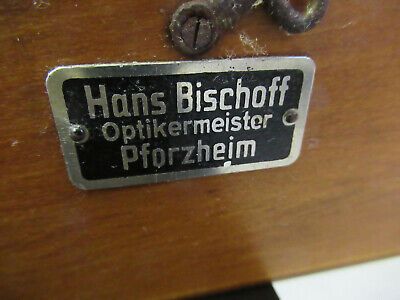 Hans Bischoff
Optikermeister
Pforzheim